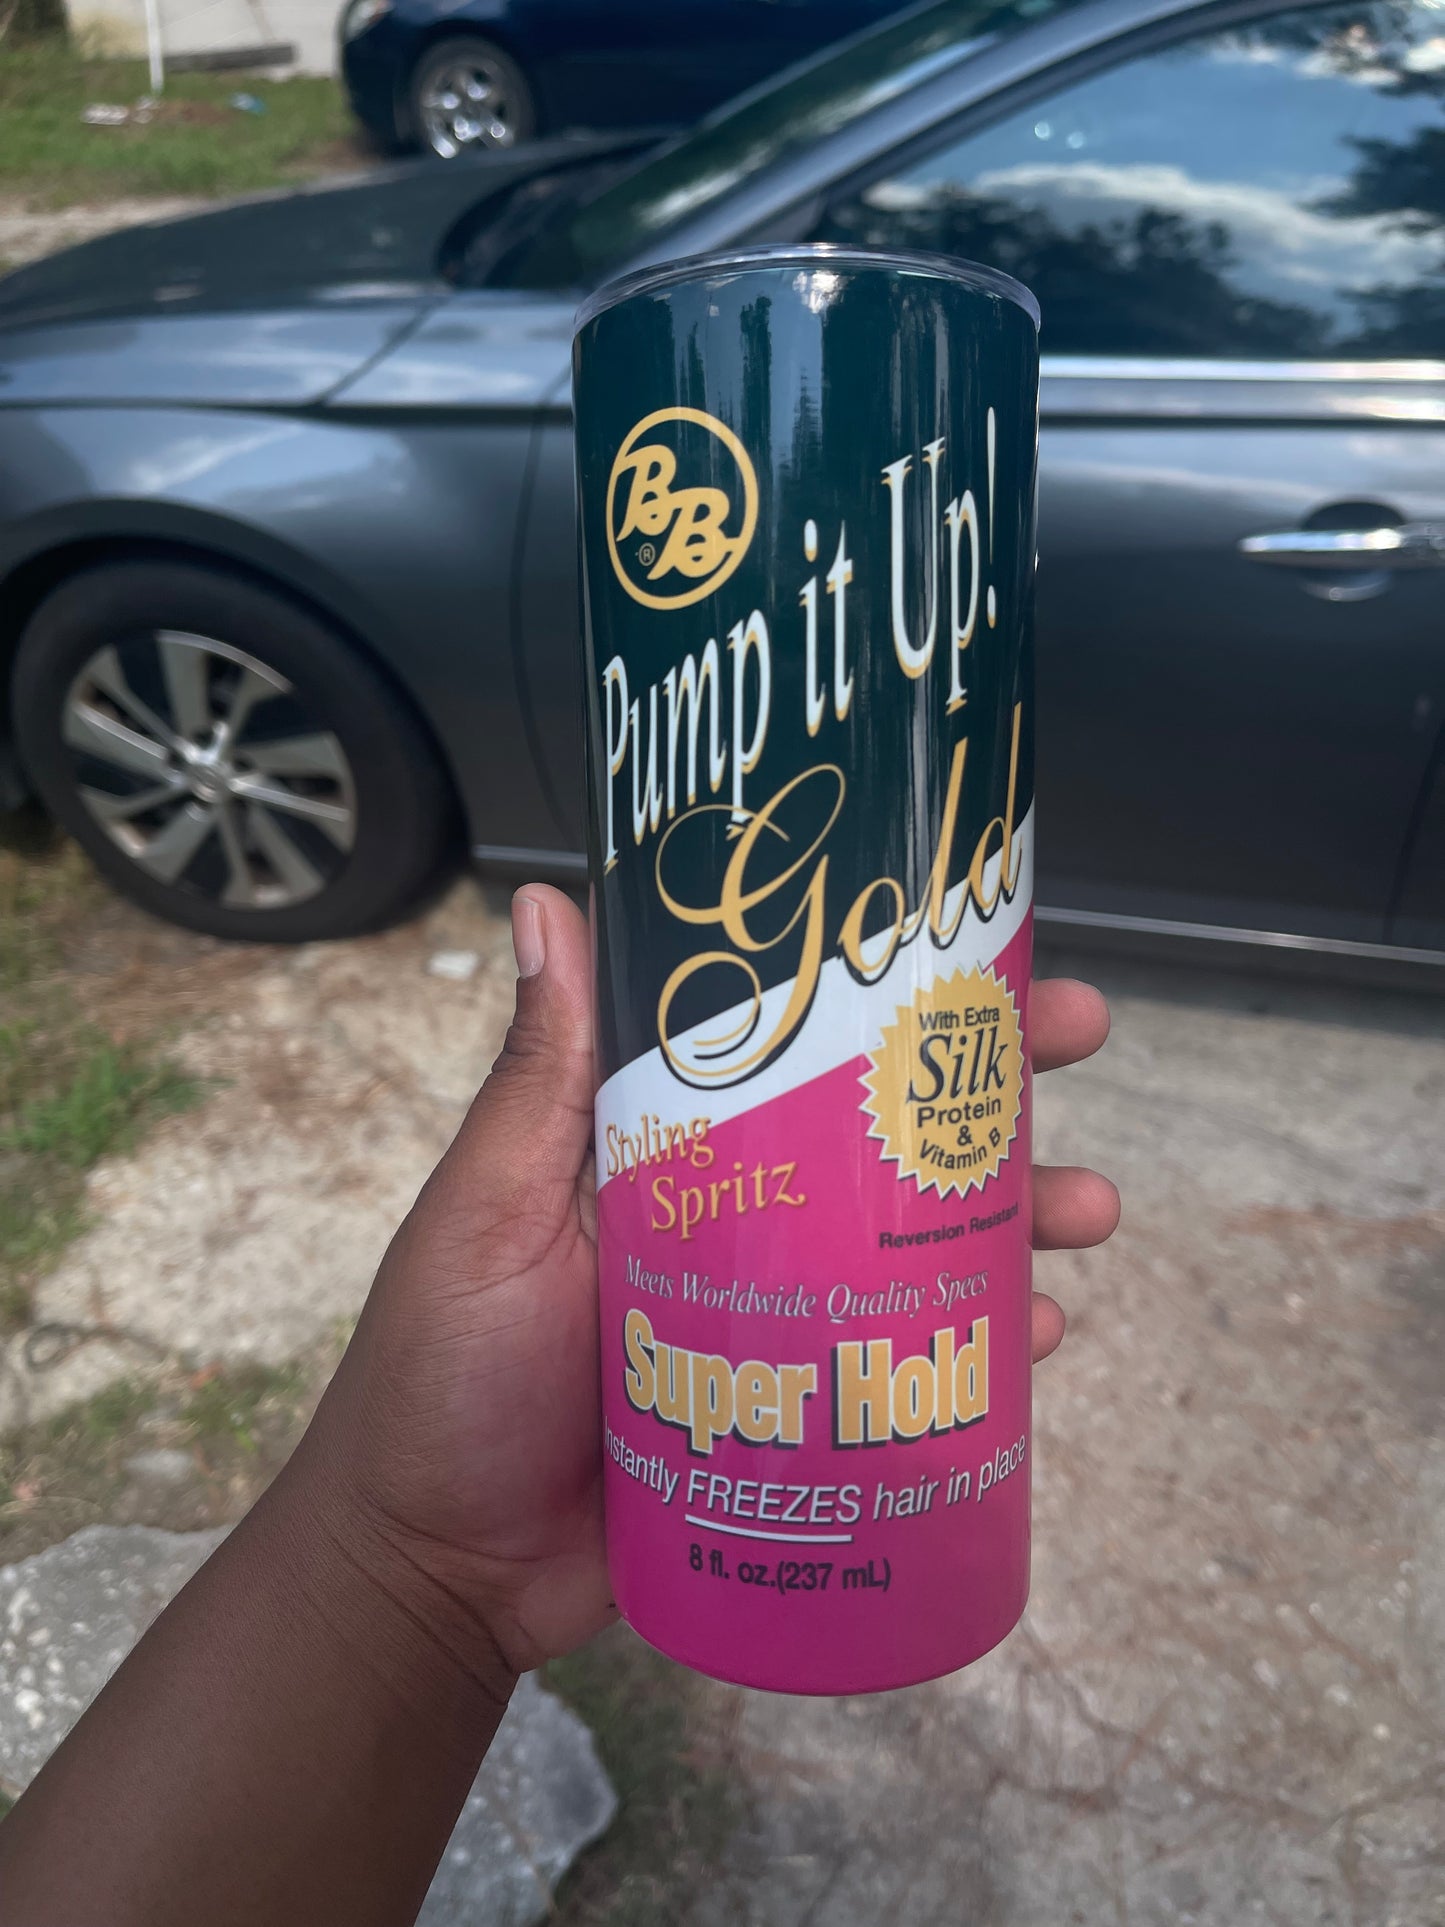 BB
®
Pump it Up!
Gold
With Extra
Silk
Protein
&
Vitamin B
Styling
Spritz
Reversion Resistant
Meets Worldwide Quality Specs
Super Hold
Instantly FREEZES hair in place
8 fl. oz.(237 mL)